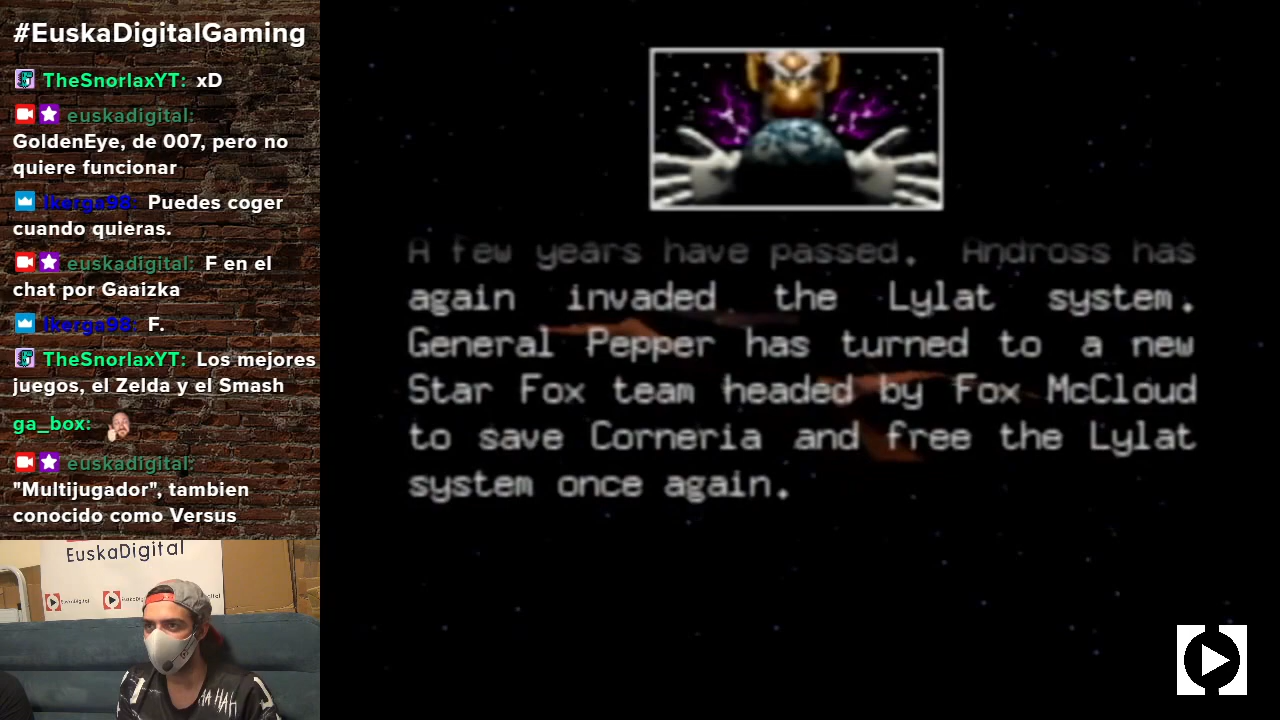 #EuskaDigitalGaming
TheSnorlaxYT: xD
euskadigital:
GoldenEye, de 007, pero no
quiere funcionar
Ikerga98: Puedes coger
cuando quieras.
euskadigital: F en el
chat por Gaaizka
Ikerga98: F.
TheSnorlaxYT: Los mejores
juegos, el Zelda y el Smash
ga_box:
euskadigital:
"Multijugador", tambien
conocido como Versus
EuskaDigital
EuskaDigital
HA HAH
A few years have passed. Andross has
again invaded the Lylat system.
General Pepper has turned to a new
Star Fox team headed by Fox McCloud
to save Corneria and free the Lylat
system once again.